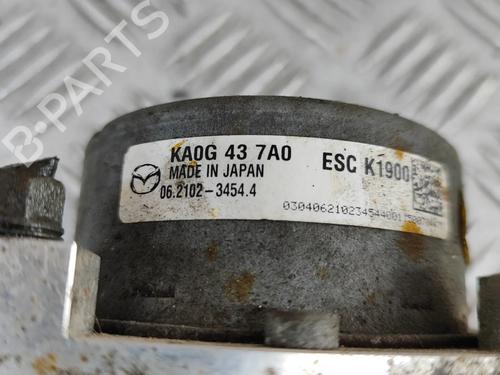 B-PARTS
KA0G 43 7A0 ESC K1900
MADE IN JAPAN
06.2102-3454.4